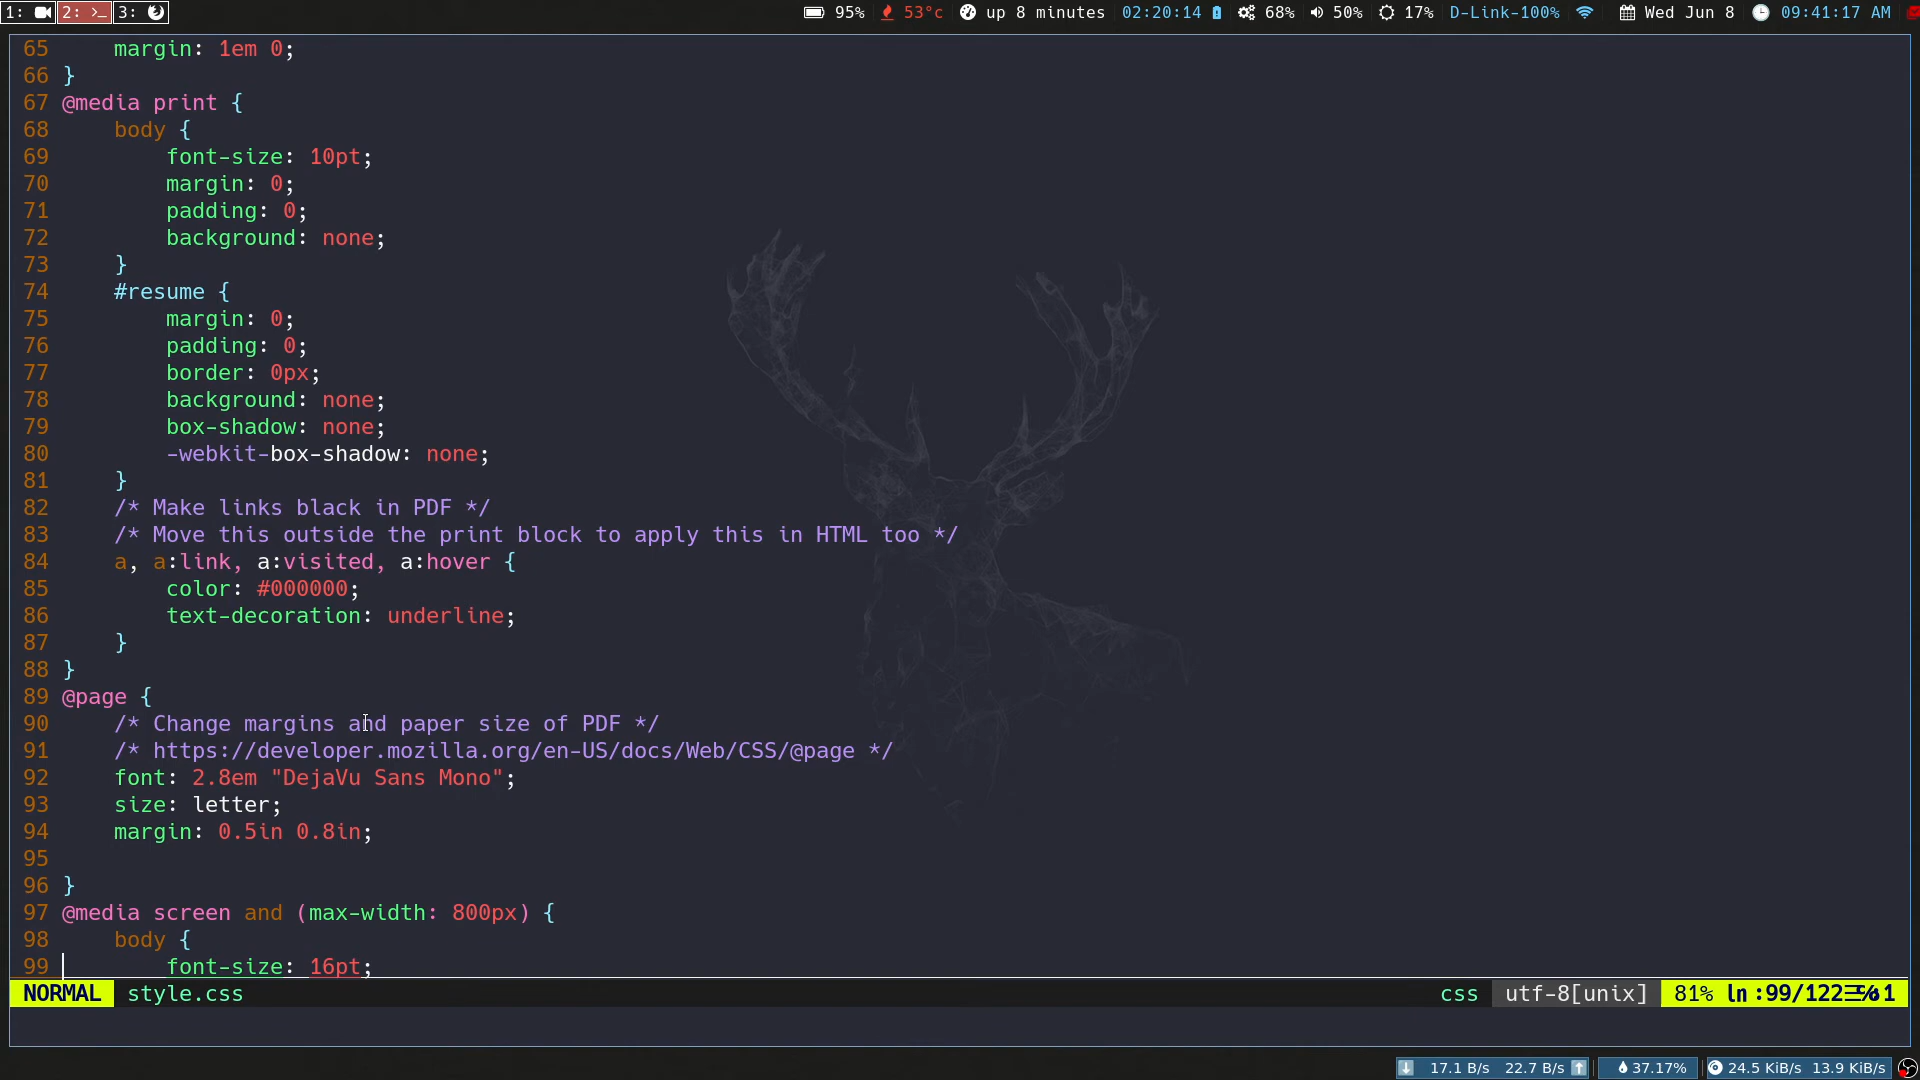 1: 2: >_ 3: 95% 53°c up 8 minutes 02:20:14 68% 50% 17% D-Link-100% Wed Jun 8 09:41:17 AM
65     margin: 1em 0;
66 }
67 @media print {
68     body {
69         font-size: 10pt;
70         margin: 0;
71         padding: 0;
72         background: none;
73     }
74     #resume {
75         margin: 0;
76         padding: 0;
77         border: 0px;
78         background: none;
79         box-shadow: none;
80         -webkit-box-shadow: none;
81     }
82     /* Make links black in PDF */
83     /* Move this outside the print block to apply this in HTML too */
84     a, a:link, a:visited, a:hover {
85         color: #000000;
86         text-decoration: underline;
87     }
88 }
89 @page {
90     /* Change margins and paper size of PDF */
91     /* https://developer.mozilla.org/en-US/docs/Web/CSS/@page */
92     font: 2.8em "DejaVu Sans Mono";
93     size: letter;
94     margin: 0.5in 0.8in;
95
96 }
97 @media screen and (max-width: 800px) {
98     body {
99         font-size: 16pt;
NORMAL style.css css utf-8[unix] 81% ln :99/122
17.1 B/s 22.7 B/s 37.17% 24.5 KiB/s 13.9 KiB/s